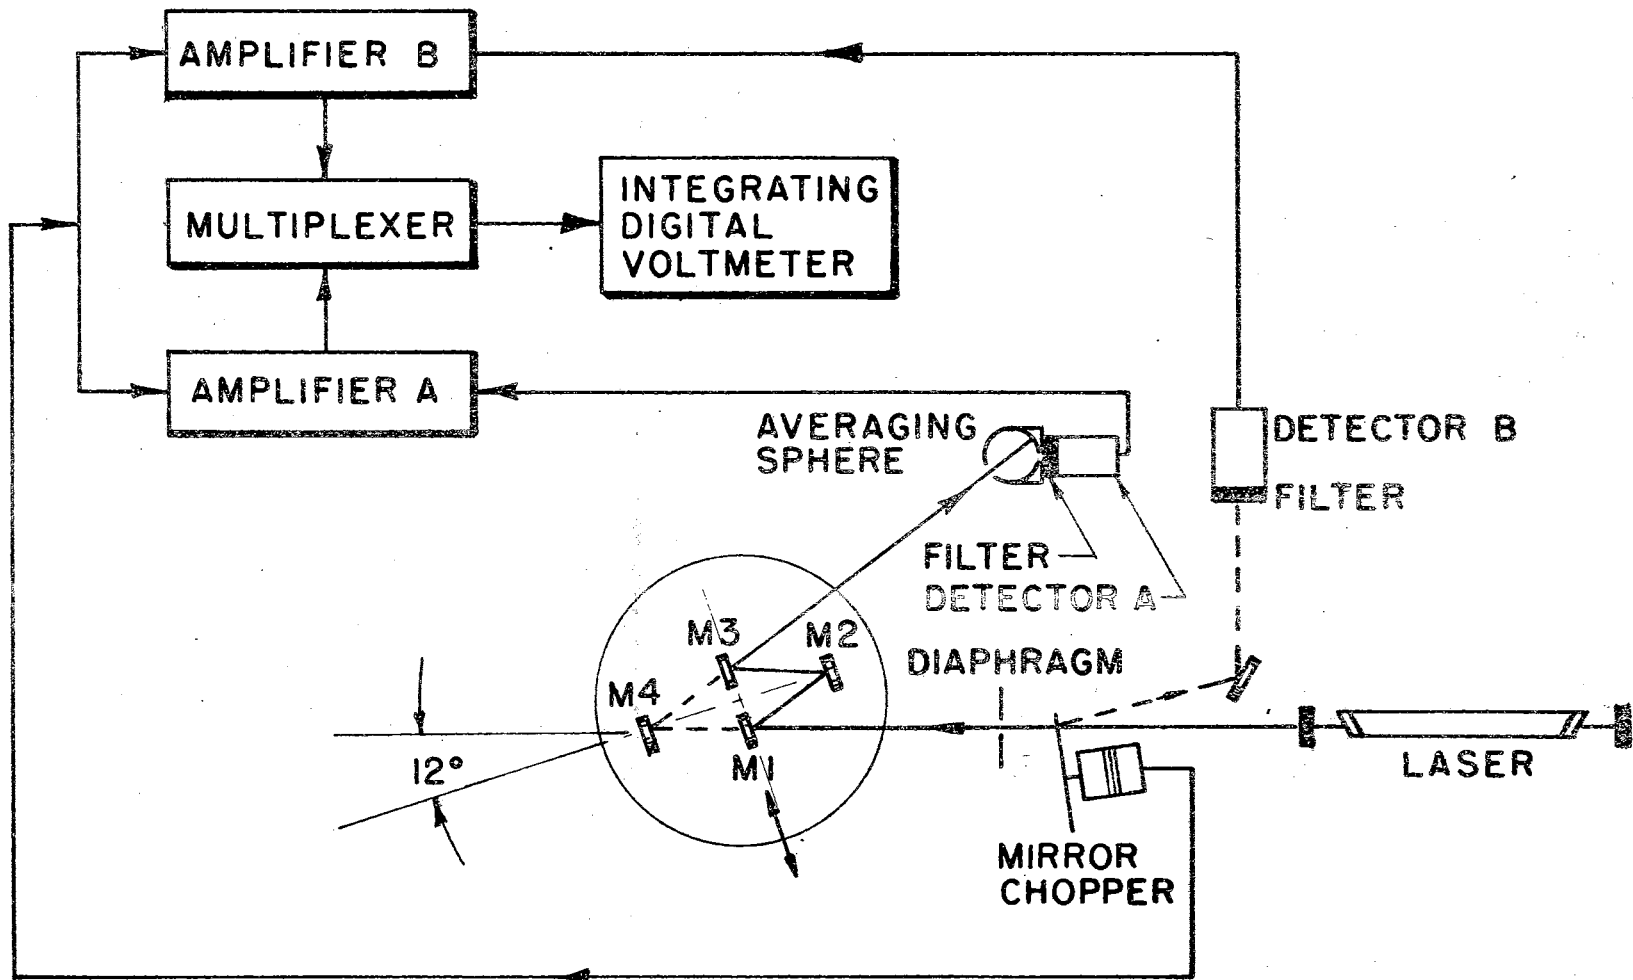 AMPLIFIER B
MULTIPLEXER
INTEGRATING
DIGITAL
VOLTMETER
AMPLIFIER A
AVERAGING
SPHERE
DETECTOR B
FILTER
FILTER
DETECTOR A
M3
M2
DIAPHRAGM
M4
12°
M1
LASER
MIRROR
CHOPPER